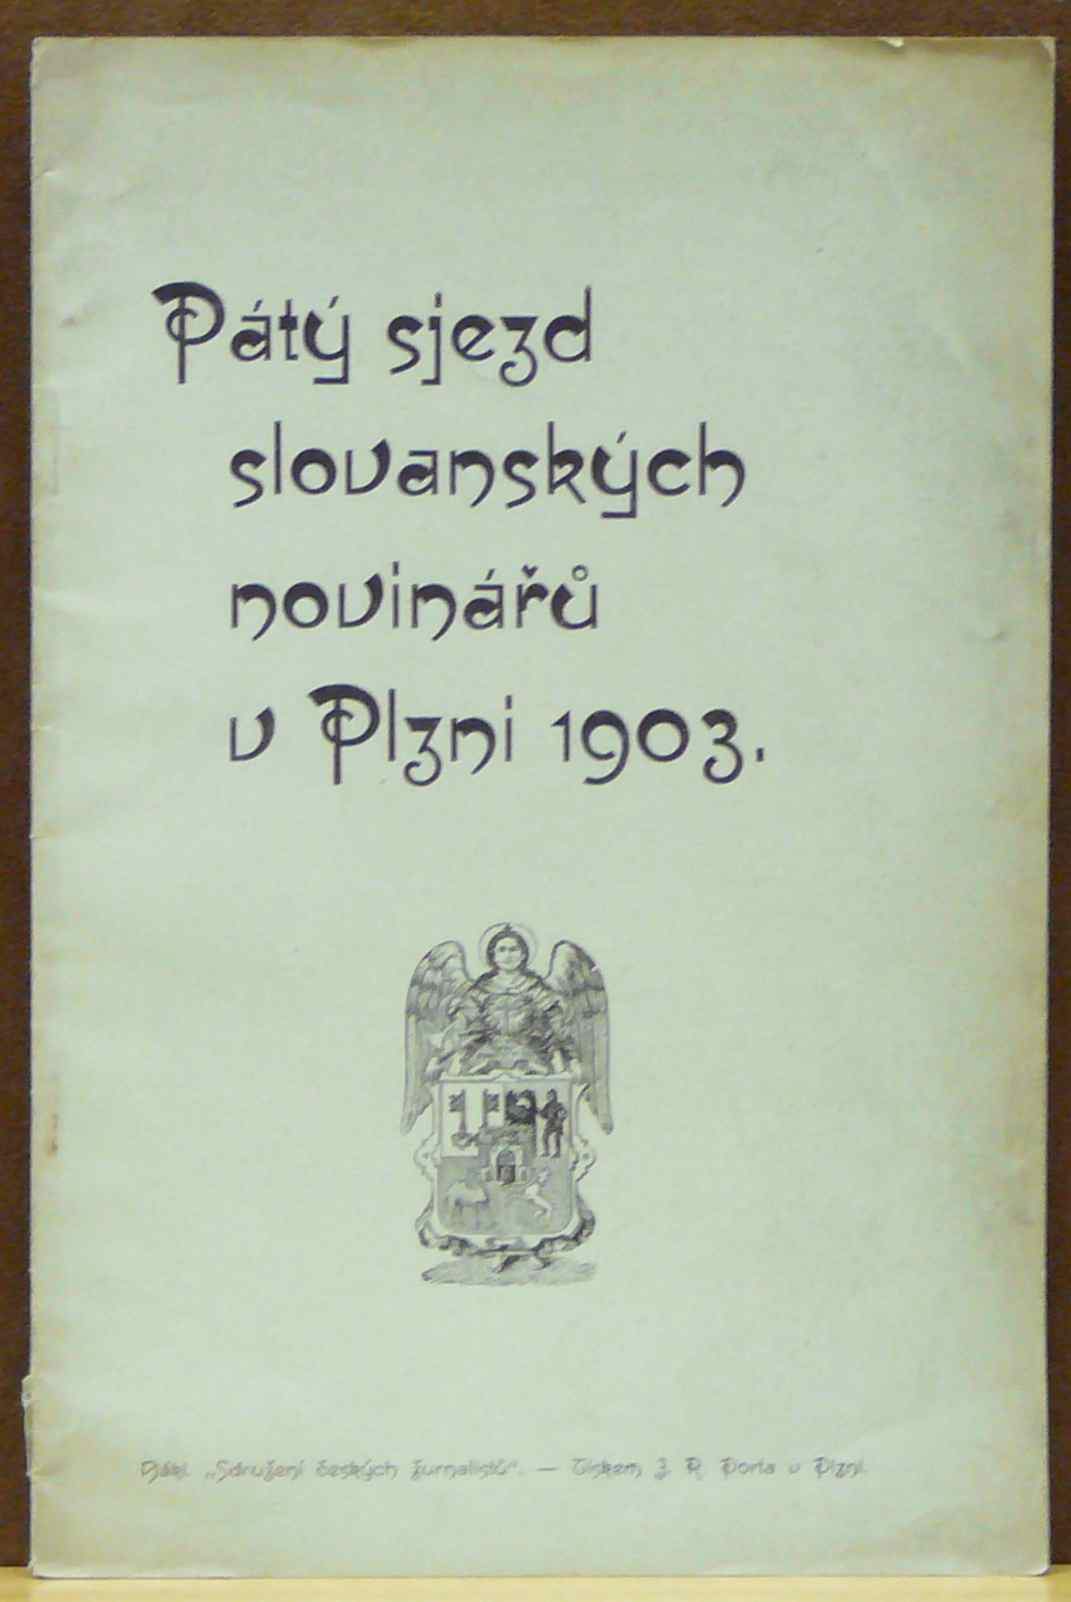 Pátý sjezd
slovanských
novinářů
v Plzni 1903.
Nákl. „Sdružení českých žurnalistů“. — Tiskem J. R. Porta v Plzni.